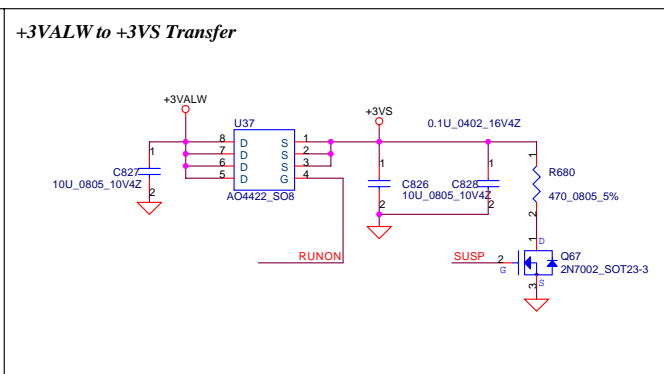 +3VALW to +3VS Transfer
+3VALW
+3VS
U37
0.1U_0402_16V4Z
8 D S 1
7 D S 2
6 D S 3
5 D G 4
AO4422_SO8
1
C827
10U_0805_10V4Z
2
1
C826
10U_0805_10V4Z
2
1
C828
2
1
R680
470_0805_5%
2
RUNON
SUSP
1 D
2
G
Q67
2N7002_SOT23-3
3 S